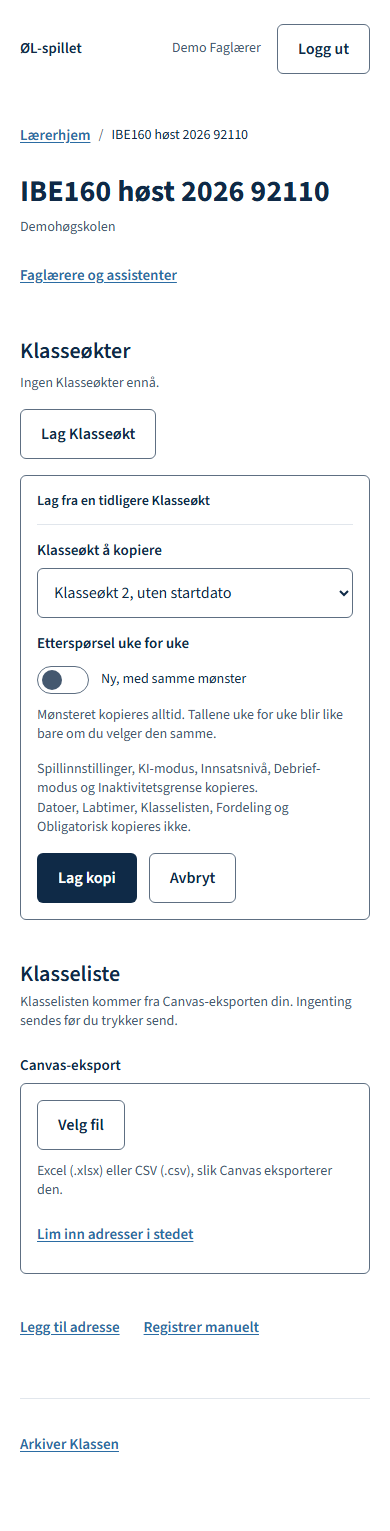 ØL-spillet
Demo Faglærer
Logg ut
Lærerhjem / IBE160 høst 2026 92110
IBE160 høst 2026 92110
Demohøgskolen
Faglærere og assistenter
Klasseøkter
Ingen Klasseøkter ennå.
Lag Klasseøkt
Lag fra en tidligere Klasseøkt
Klasseøkt å kopiere
Klasseøkt 2, uten startdato
Etterspørsel uke for uke
Ny, med samme mønster
Mønsteret kopieres alltid. Tallene uke for uke blir like
bare om du velger den samme.
Spillinnstillinger, KI-modus, Innsatsnivå, Debrief-
modus og Inaktivitetsgrense kopieres.
Datoer, Labtimer, Klasselisten, Fordeling og
Obligatorisk kopieres ikke.
Lag kopi
Avbryt
Klasseliste
Klasselisten kommer fra Canvas-eksporten din. Ingenting
sendes før du trykker send.
Canvas-eksport
Velg fil
Excel (.xlsx) eller CSV (.csv), slik Canvas eksporterer
den.
Lim inn adresser i stedet
Legg til adresse
Registrer manuelt
Arkiver Klassen